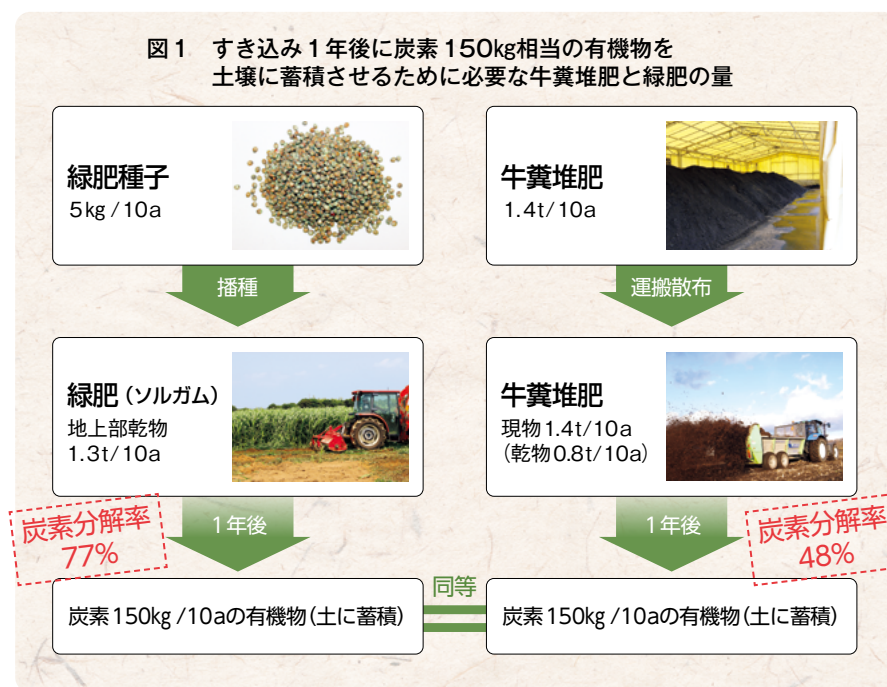 図1 すき込み1年後に炭素150kg相当の有機物を
土壌に蓄積させるために必要な牛糞堆肥と緑肥の量
緑肥種子
5kg/10a
播種
緑肥(ソルガム)
地上部乾物
1.3t/10a
炭素分解率
77%
1年後
炭素150kg/10aの有機物(土に蓄積)
同等
牛糞堆肥
1.4t/10a
運搬散布
牛糞堆肥
現物1.4t/10a
(乾物0.8t/10a)
1年後
炭素分解率
48%
炭素150kg/10aの有機物(土に蓄積)